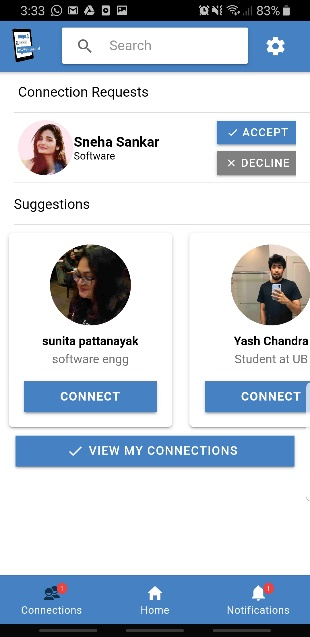 3:33
83%
Search
Connection Requests
Sneha Sankar
Software
ACCEPT
DECLINE
Suggestions
sunita pattanayak
software engg
CONNECT
Yash Chandra
Student at UB
CONNECT
VIEW MY CONNECTIONS
1
1
Connections
Home
Notifications